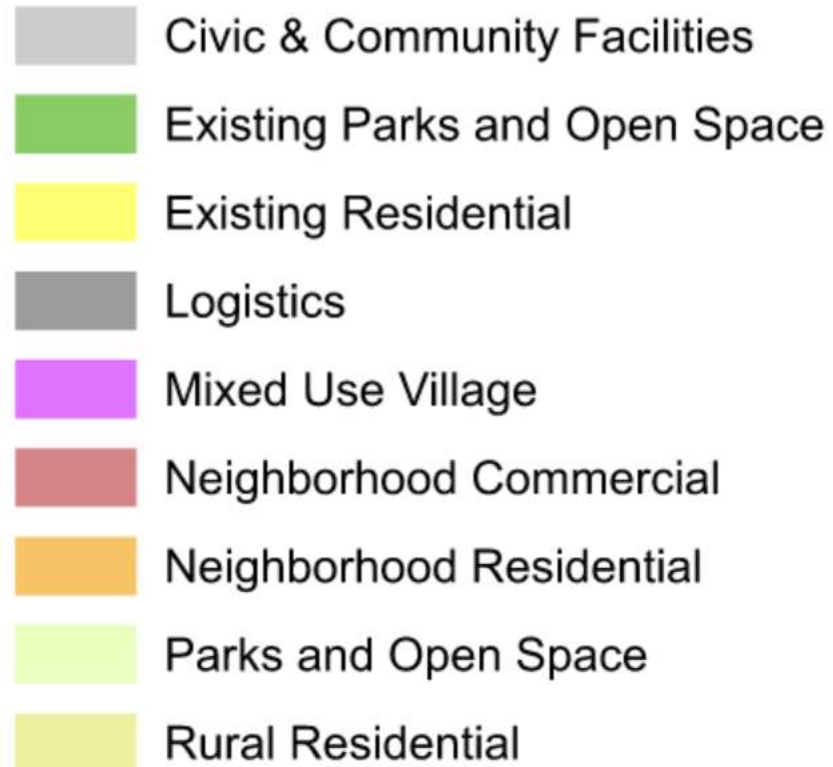 Civic & Community Facilities
Existing Parks and Open Space
Existing Residential
Logistics
Mixed Use Village
Neighborhood Commercial
Neighborhood Residential
Parks and Open Space
Rural Residential